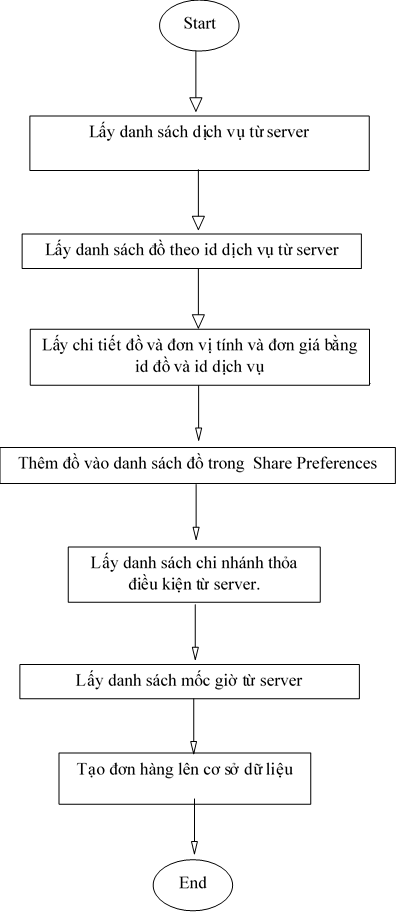 Start
Lấy danh sách dịch vụ từ server
Lấy danh sách đồ theo id dịch vụ từ server
Lấy chi tiết đồ và đơn vị tính và đơn giá bằng
id đồ và id dịch vụ
Thêm đồ vào danh sách đồ trong Share Preferences
Lấy danh sách chi nhánh thỏa
điều kiện từ server.
Lấy danh sách mốc giờ từ server
Tạo đơn hàng lên cơ sở dữ liệu
End